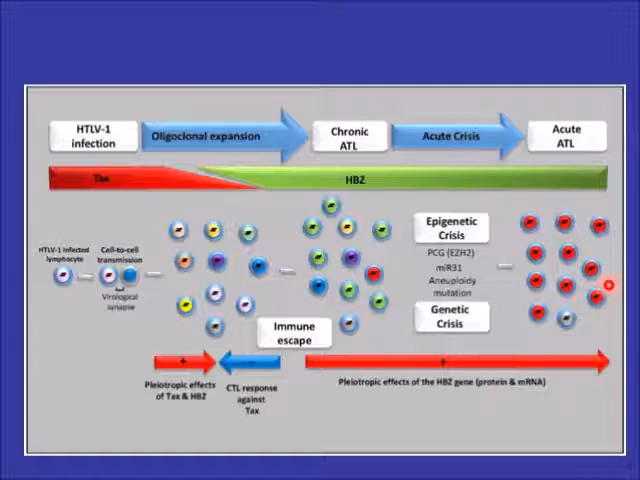 HTLV-1
infection
Oligoclonal expansion
Chronic
ATL
Acute Crisis
Acute
ATL
Tax
HBZ
HTLV-1 infected
lymphocyte
Cell-to-cell
transmission
Virological
synapse
Epigenetic
Crisis
PCG (EZH2)
miR31
Aneuploidy
mutation
Genetic
Crisis
Immune
escape
+
+
Pleiotropic effects
of Tax & HBZ
CTL response
against
Tax
Pleiotropic effects of the HBZ gene (protein & mRNA)